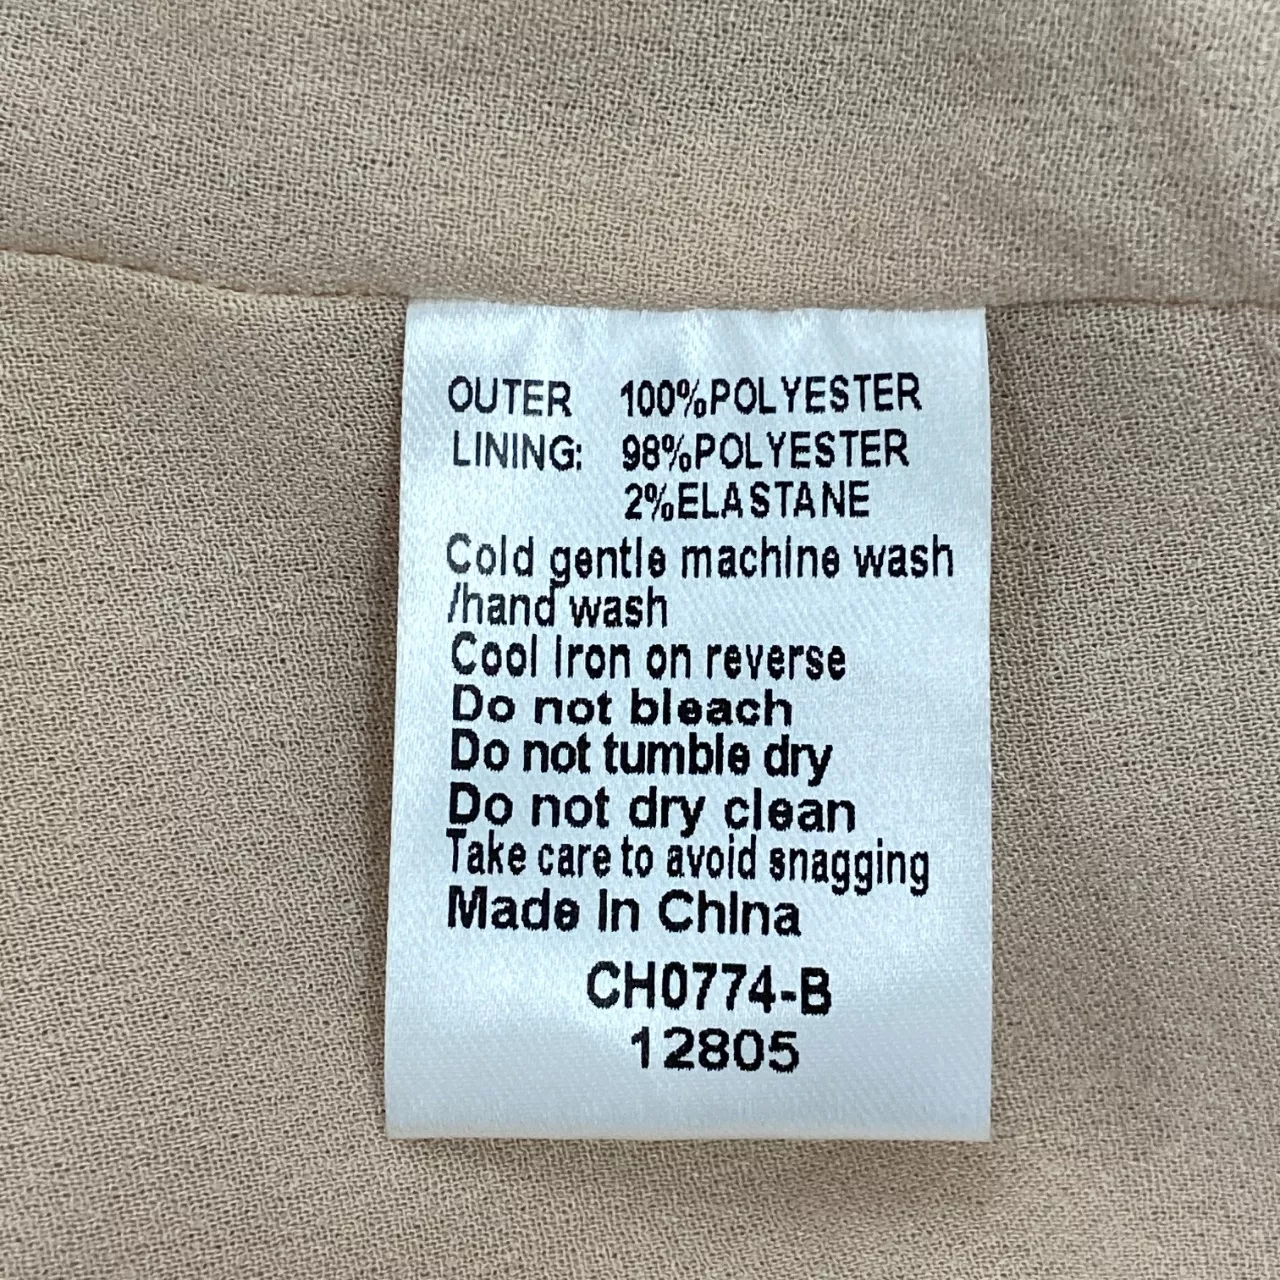 OUTER 100%POLYESTER
LINING: 98%POLYESTER
2%ELASTANE
Cold gentle machine wash
/hand wash
Cool iron on reverse
Do not bleach
Do not tumble dry
Do not dry clean
Take care to avoid snagging
Made In China
CH0774-B
12805